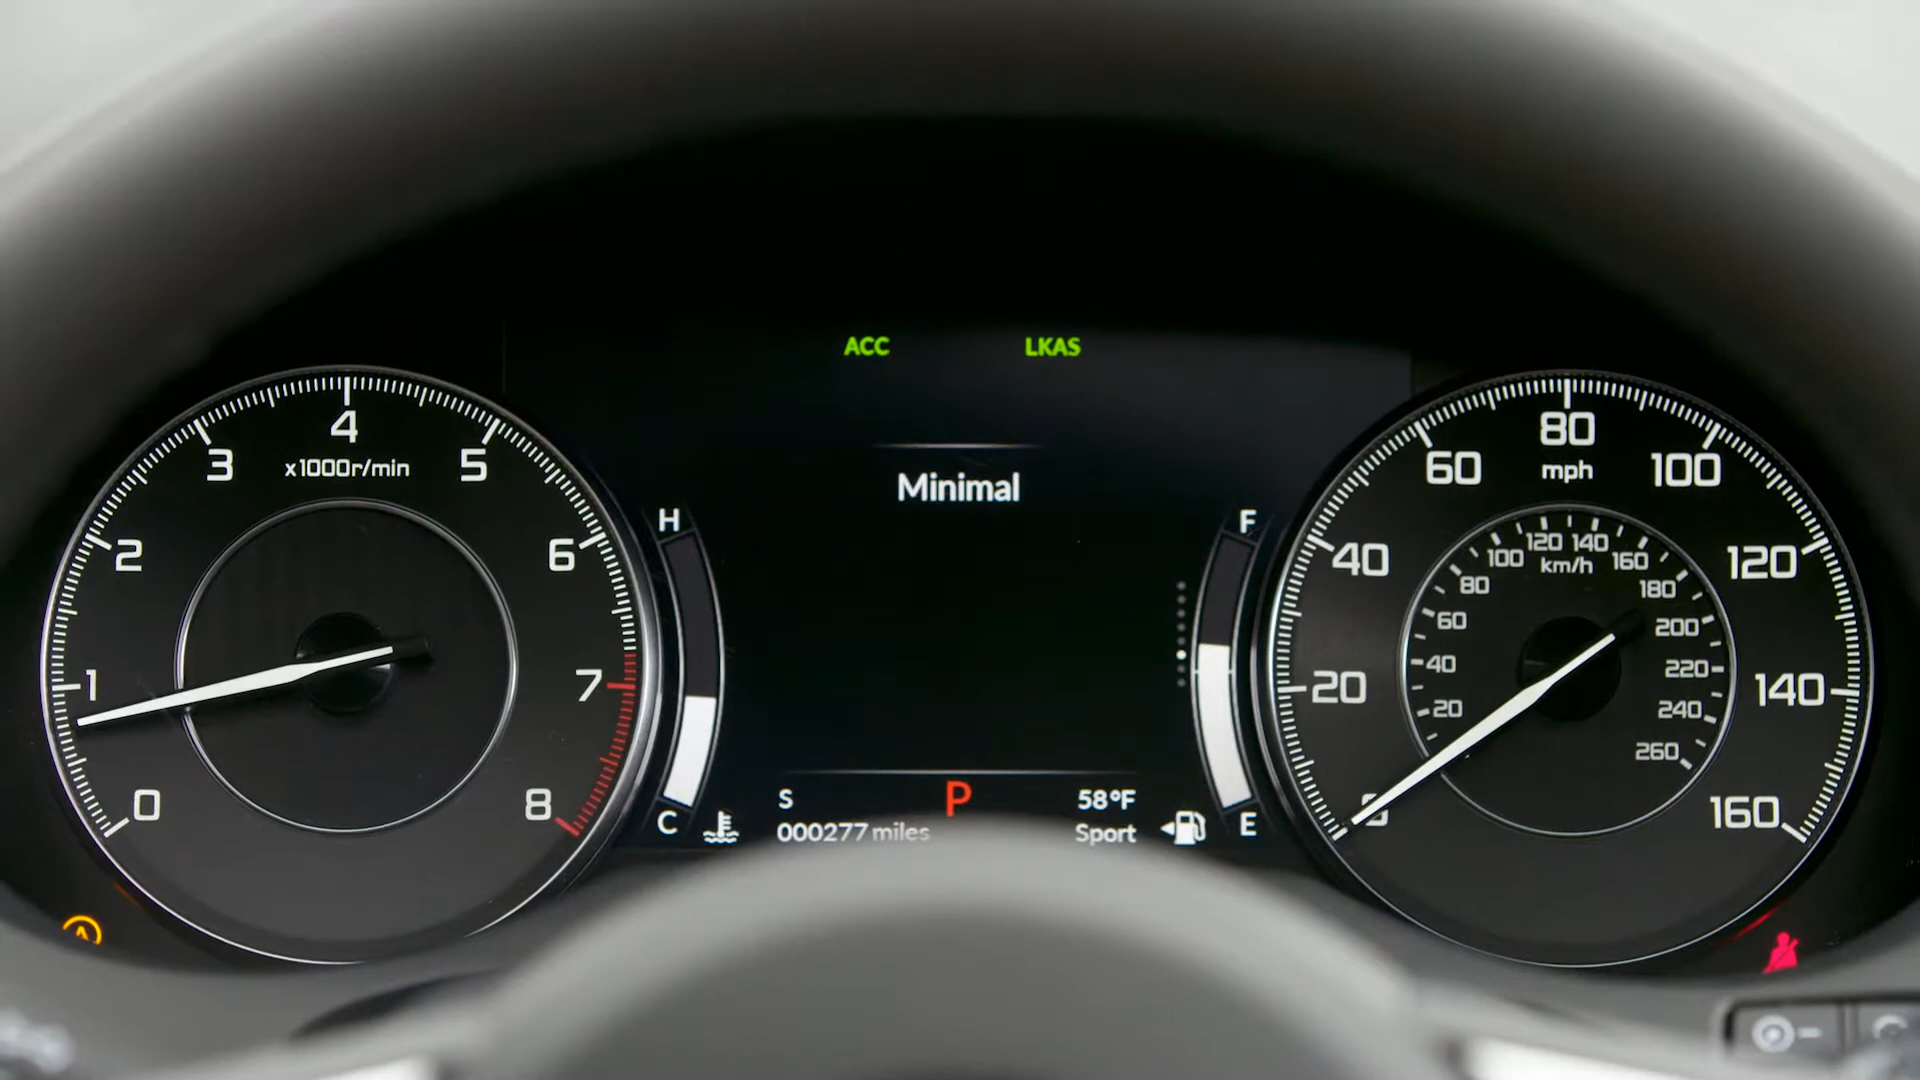 ACC LKAS
Minimal
0 1 2 3 4 5 6 7 8
x1000r/min
H
C
F
E
S P 58°F
000277 miles Sport
0 20 40 60 80 100 120 140 160
mph
20 40 60 80 100 120 140 160 180 200 220 240 260
km/h
A